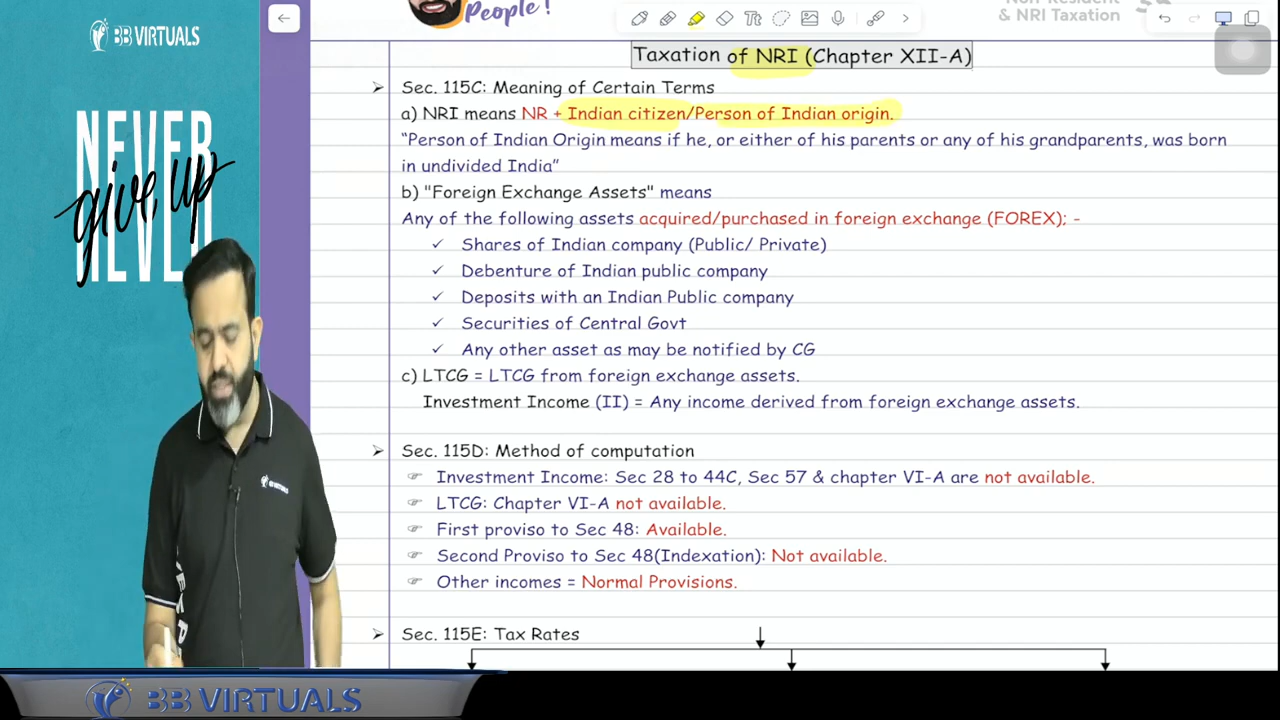 BB VIRTUALS
People!
& NRI Taxation
NEVER
give up
NEVER
Taxation of NRI (Chapter XII-A)
Sec. 115C: Meaning of Certain Terms
a) NRI means NR + Indian citizen/Person of Indian origin.
“Person of Indian Origin means if he, or either of his parents or any of his grandparents, was born
in undivided India”
b) "Foreign Exchange Assets" means
Any of the following assets acquired/purchased in foreign exchange (FOREX); -
✓ Shares of Indian company (Public/ Private)
✓ Debenture of Indian public company
✓ Deposits with an Indian Public company
✓ Securities of Central Govt
✓ Any other asset as may be notified by CG
c) LTCG = LTCG from foreign exchange assets.
Investment Income (II) = Any income derived from foreign exchange assets.
Sec. 115D: Method of computation
Investment Income: Sec 28 to 44C, Sec 57 & chapter VI-A are not available.
LTCG: Chapter VI-A not available.
First proviso to Sec 48: Available.
Second Proviso to Sec 48(Indexation): Not available.
Other incomes = Normal Provisions.
Sec. 115E: Tax Rates
BB VIRTUALS
BB VIRTUALS